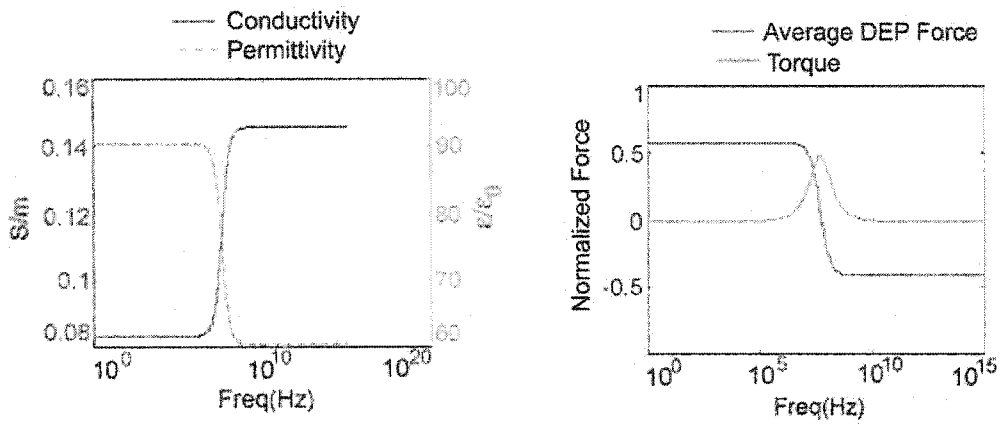 Conductivity
Permittivity
0.16
0.14
0.12
0.1
0.08
S/m
100
90
80
70
60
ε/ε0
10^0
10^10
10^20
Freq(Hz)
Average DEP Force
Torque
1
0.5
0
-0.5
Normalized Force
10^0
10^5
10^10
10^15
Freq(Hz)